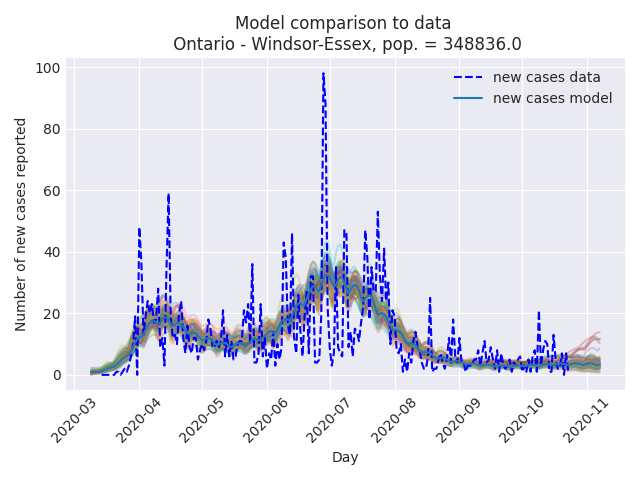 Model comparison to data
Ontario - Windsor-Essex, pop. = 348836.0
100
80
60
40
20
0
Number of new cases reported
new cases data
new cases model
2020-03
2020-04
2020-05
2020-06
2020-07
2020-08
2020-09
2020-10
2020-11
Day